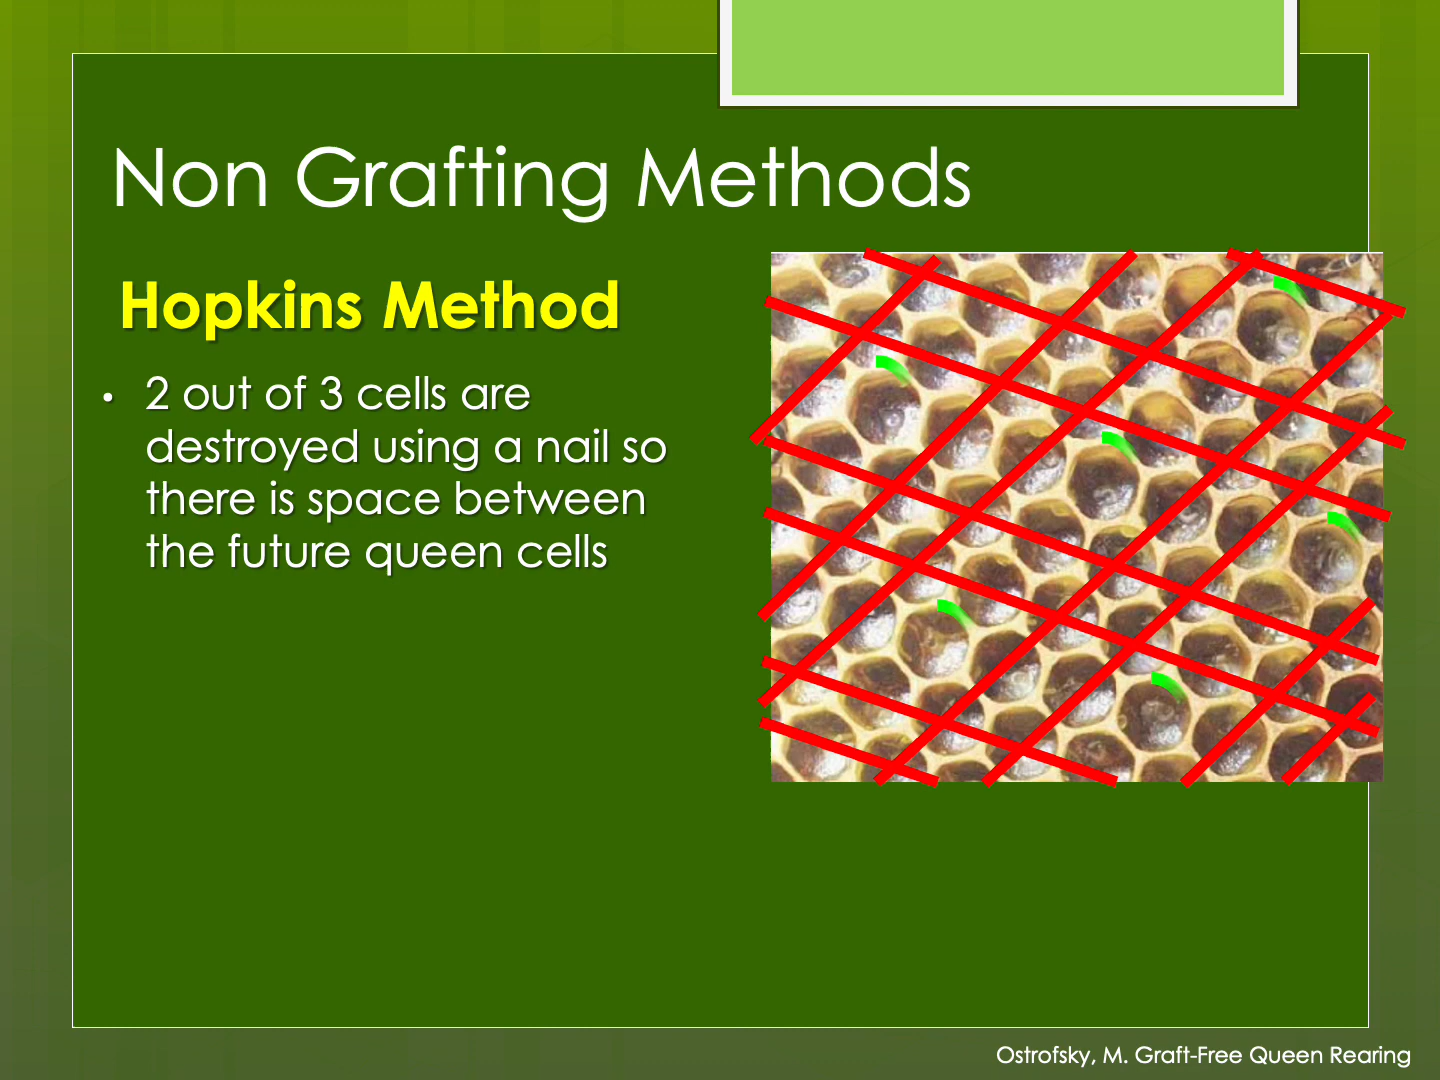 Non Grafting Methods
Hopkins Method
• 2 out of 3 cells are
destroyed using a nail so
there is space between
the future queen cells
Ostrofsky, M. Graft-Free Queen Rearing